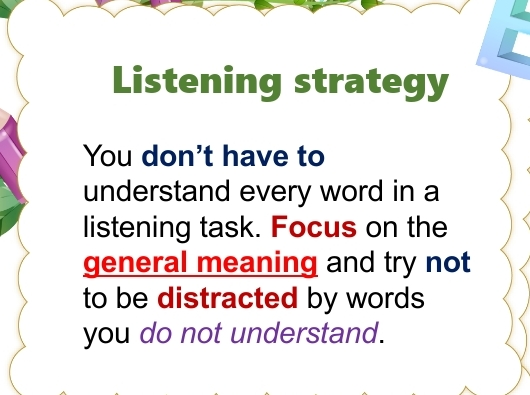 Listening strategy
You don’t have to
understand every word in a
listening task. Focus on the
general meaning and try not
to be distracted by words
you do not understand.